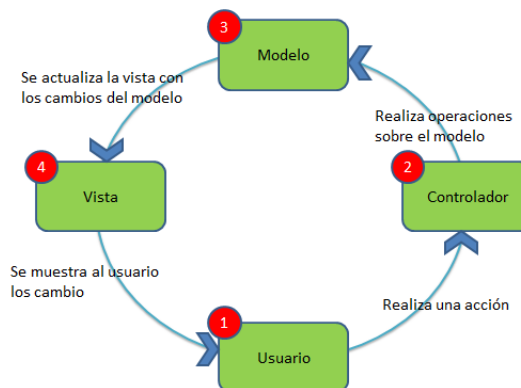 3
Modelo
Se actualiza la vista con
los cambios del modelo
Realiza operaciones
sobre el modelo
4
Vista
2
Controlador
Se muestra al usuario
los cambio
Realiza una acción
1
Usuario